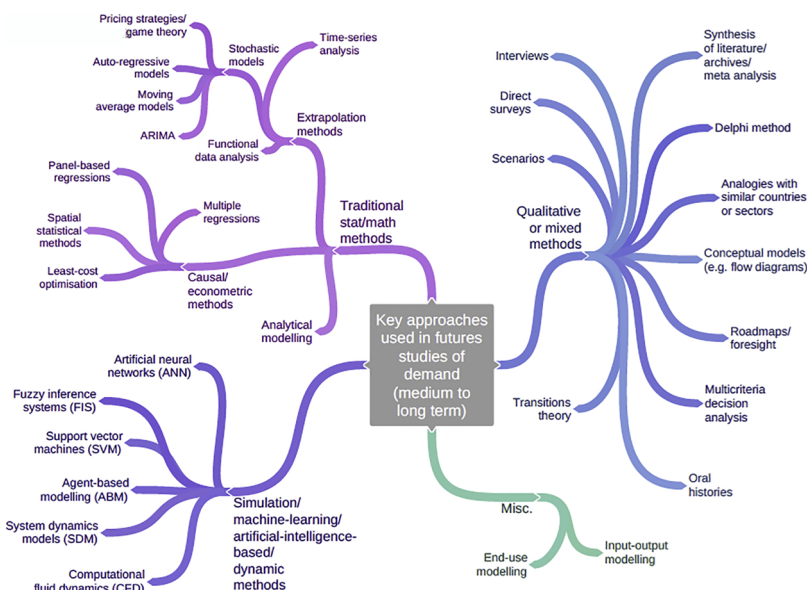 Pricing strategies/
game theory
Auto-regressive
models
Moving
average models
ARIMA
Stochastic
models
Time-series
analysis
Functional
data analysis
Extrapolation
methods
Panel-based
regressions
Spatial
statistical
methods
Least-cost
optimisation
Multiple
regressions
Causal/
econometric
methods
Traditional
stat/math
methods
Analytical
modelling
Key approaches
used in futures
studies of
demand
(medium to
long term)
Interviews
Direct
surveys
Scenarios
Qualitative
or mixed
methods
Transitions
theory
Synthesis
of literature/
archives/
meta analysis
Delphi method
Analogies with
similar countries
or sectors
Conceptual models
(e.g. flow diagrams)
Roadmaps/
foresight
Multicriteria
decision
analysis
Oral
histories
Artificial neural
networks (ANN)
Fuzzy inference
systems (FIS)
Support vector
machines (SVM)
Agent-based
modelling (ABM)
System dynamics
models (SDM)
Computational
fluid dynamics (CFD)
Simulation/
machine-learning/
artificial-intelligence-
based/
dynamic
methods
Misc.
End-use
modelling
Input-output
modelling